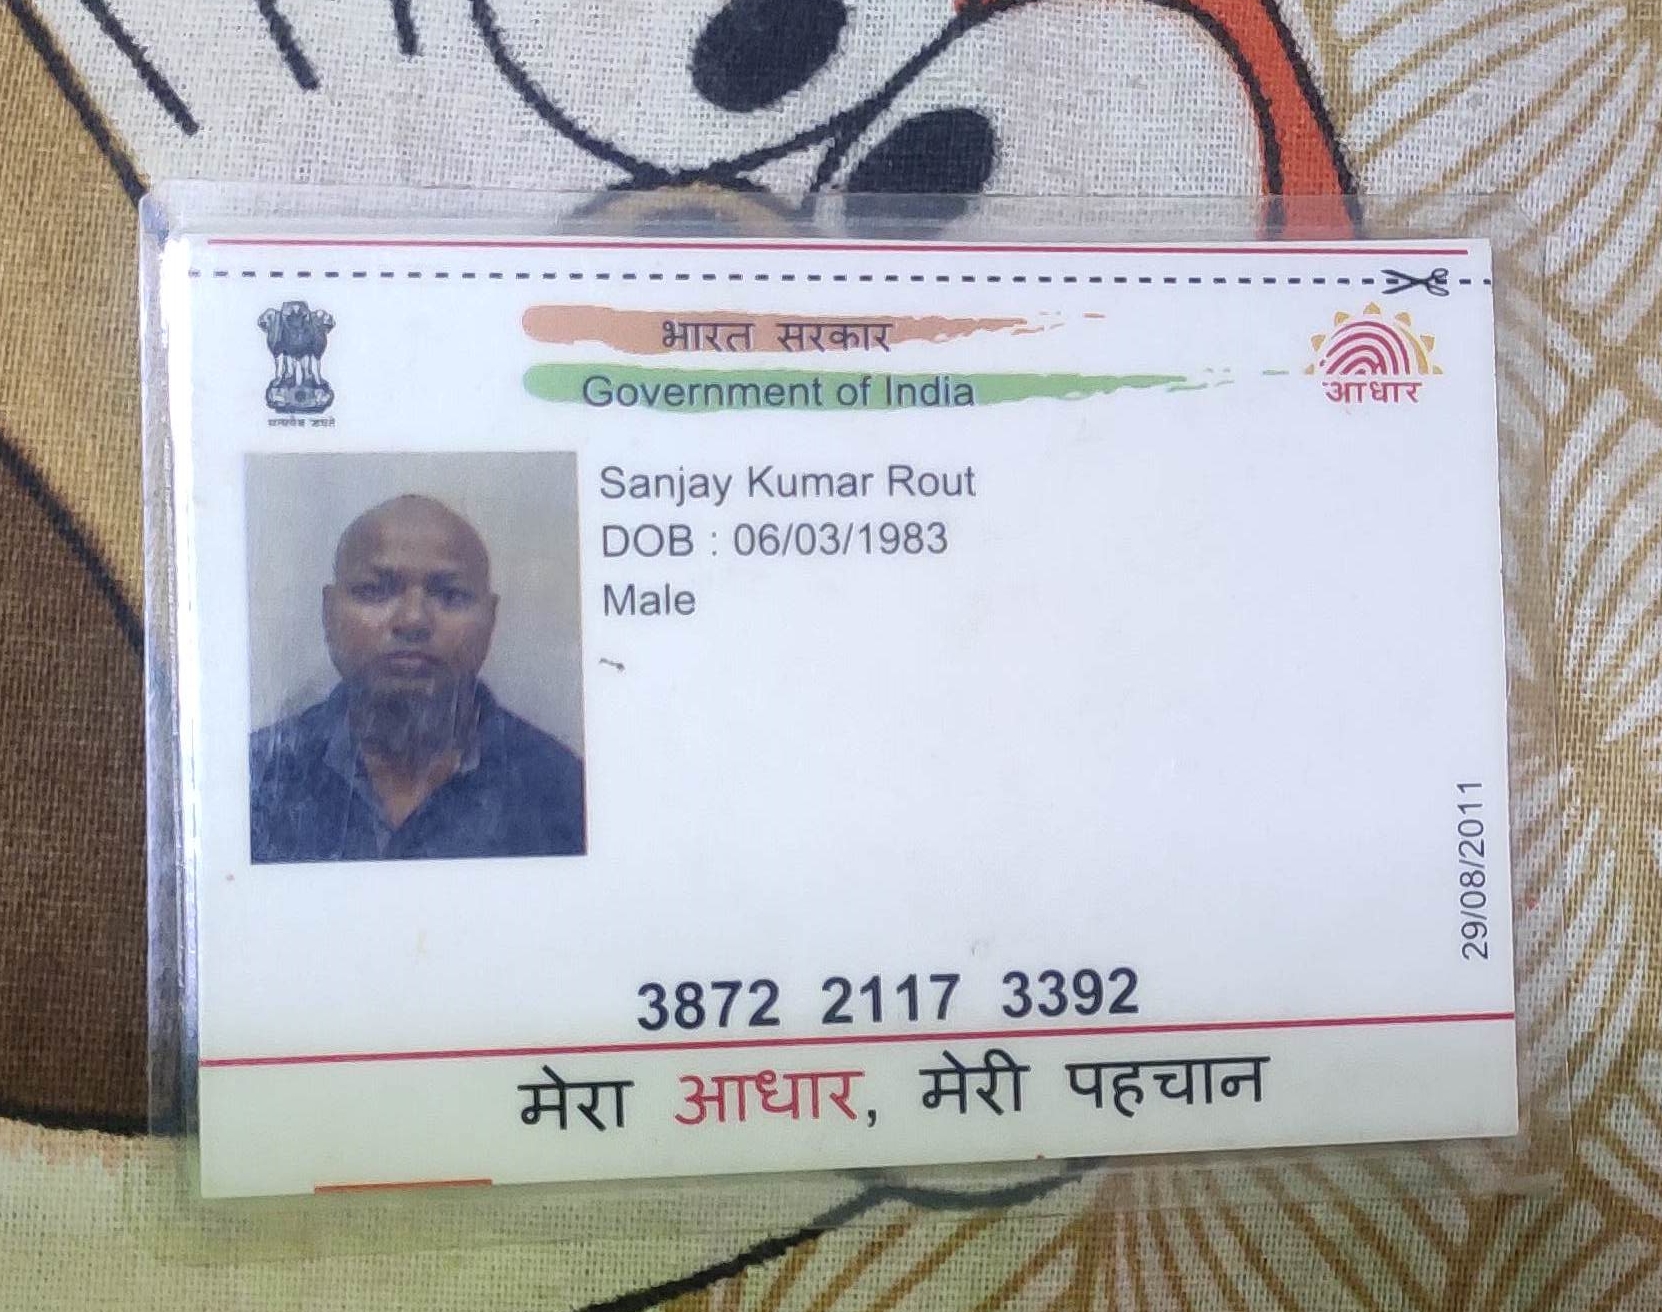 भारत सरकार
Government of India
आधार
सत्यमेव जयते
Sanjay Kumar Rout
DOB : 06/03/1983
Male
29/08/2011
3872 2117 3392
मेरा आधार, मेरी पहचान